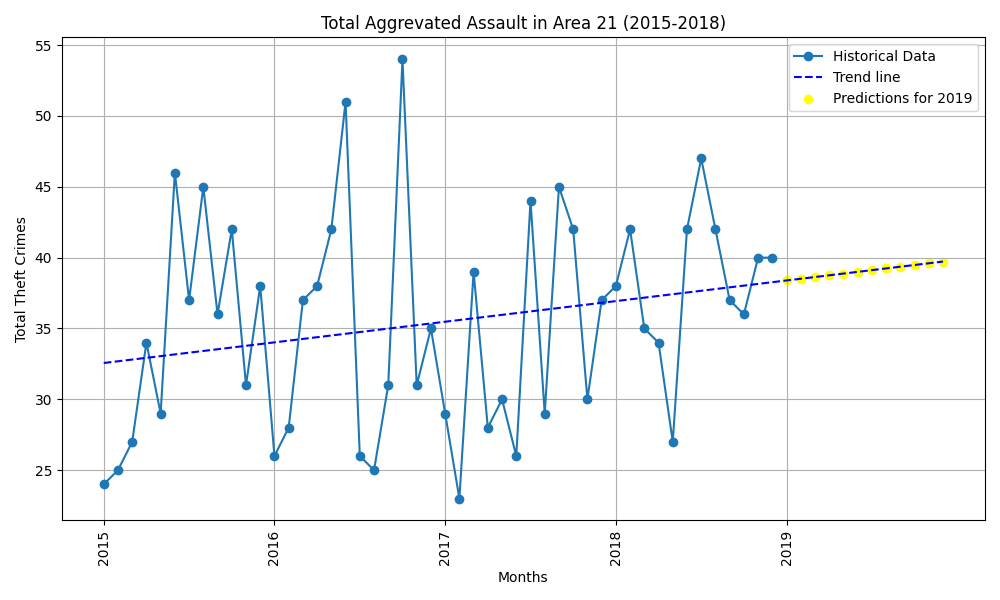 Total Aggrevated Assault in Area 21 (2015-2018)
Historical Data
Trend line
Predictions for 2019
Total Theft Crimes
55
50
45
40
35
30
25
2015
2016
2017
2018
2019
Months